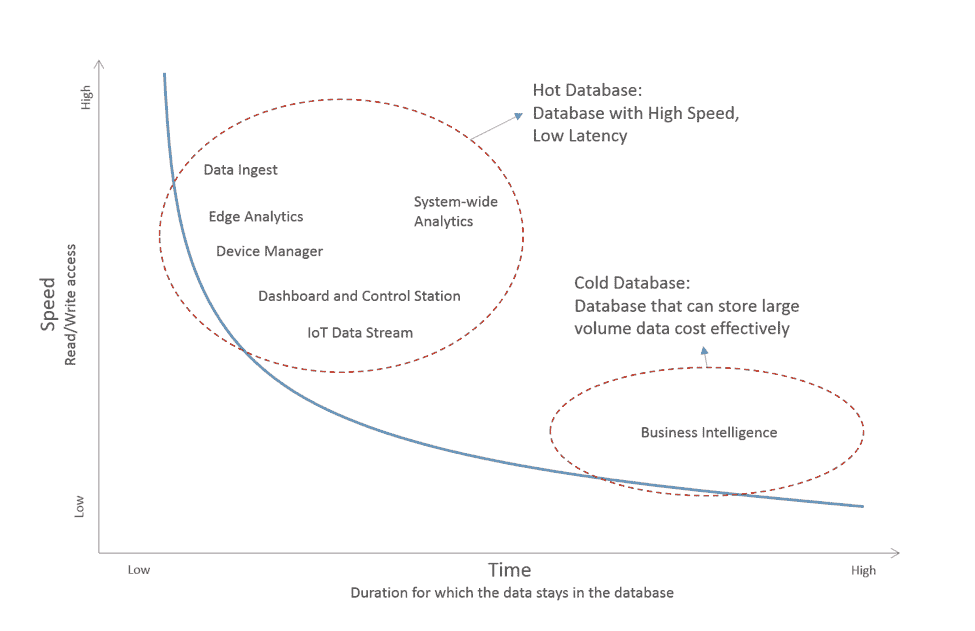 High
Hot Database:
Database with High Speed,
Low Latency
Data Ingest
System-wide
Analytics
Edge Analytics
Device Manager
Dashboard and Control Station
IoT Data Stream
Speed
Read/Write access
Cold Database:
Database that can store large
volume data cost effectively
Business Intelligence
Low
Low
Time
High
Duration for which the data stays in the database